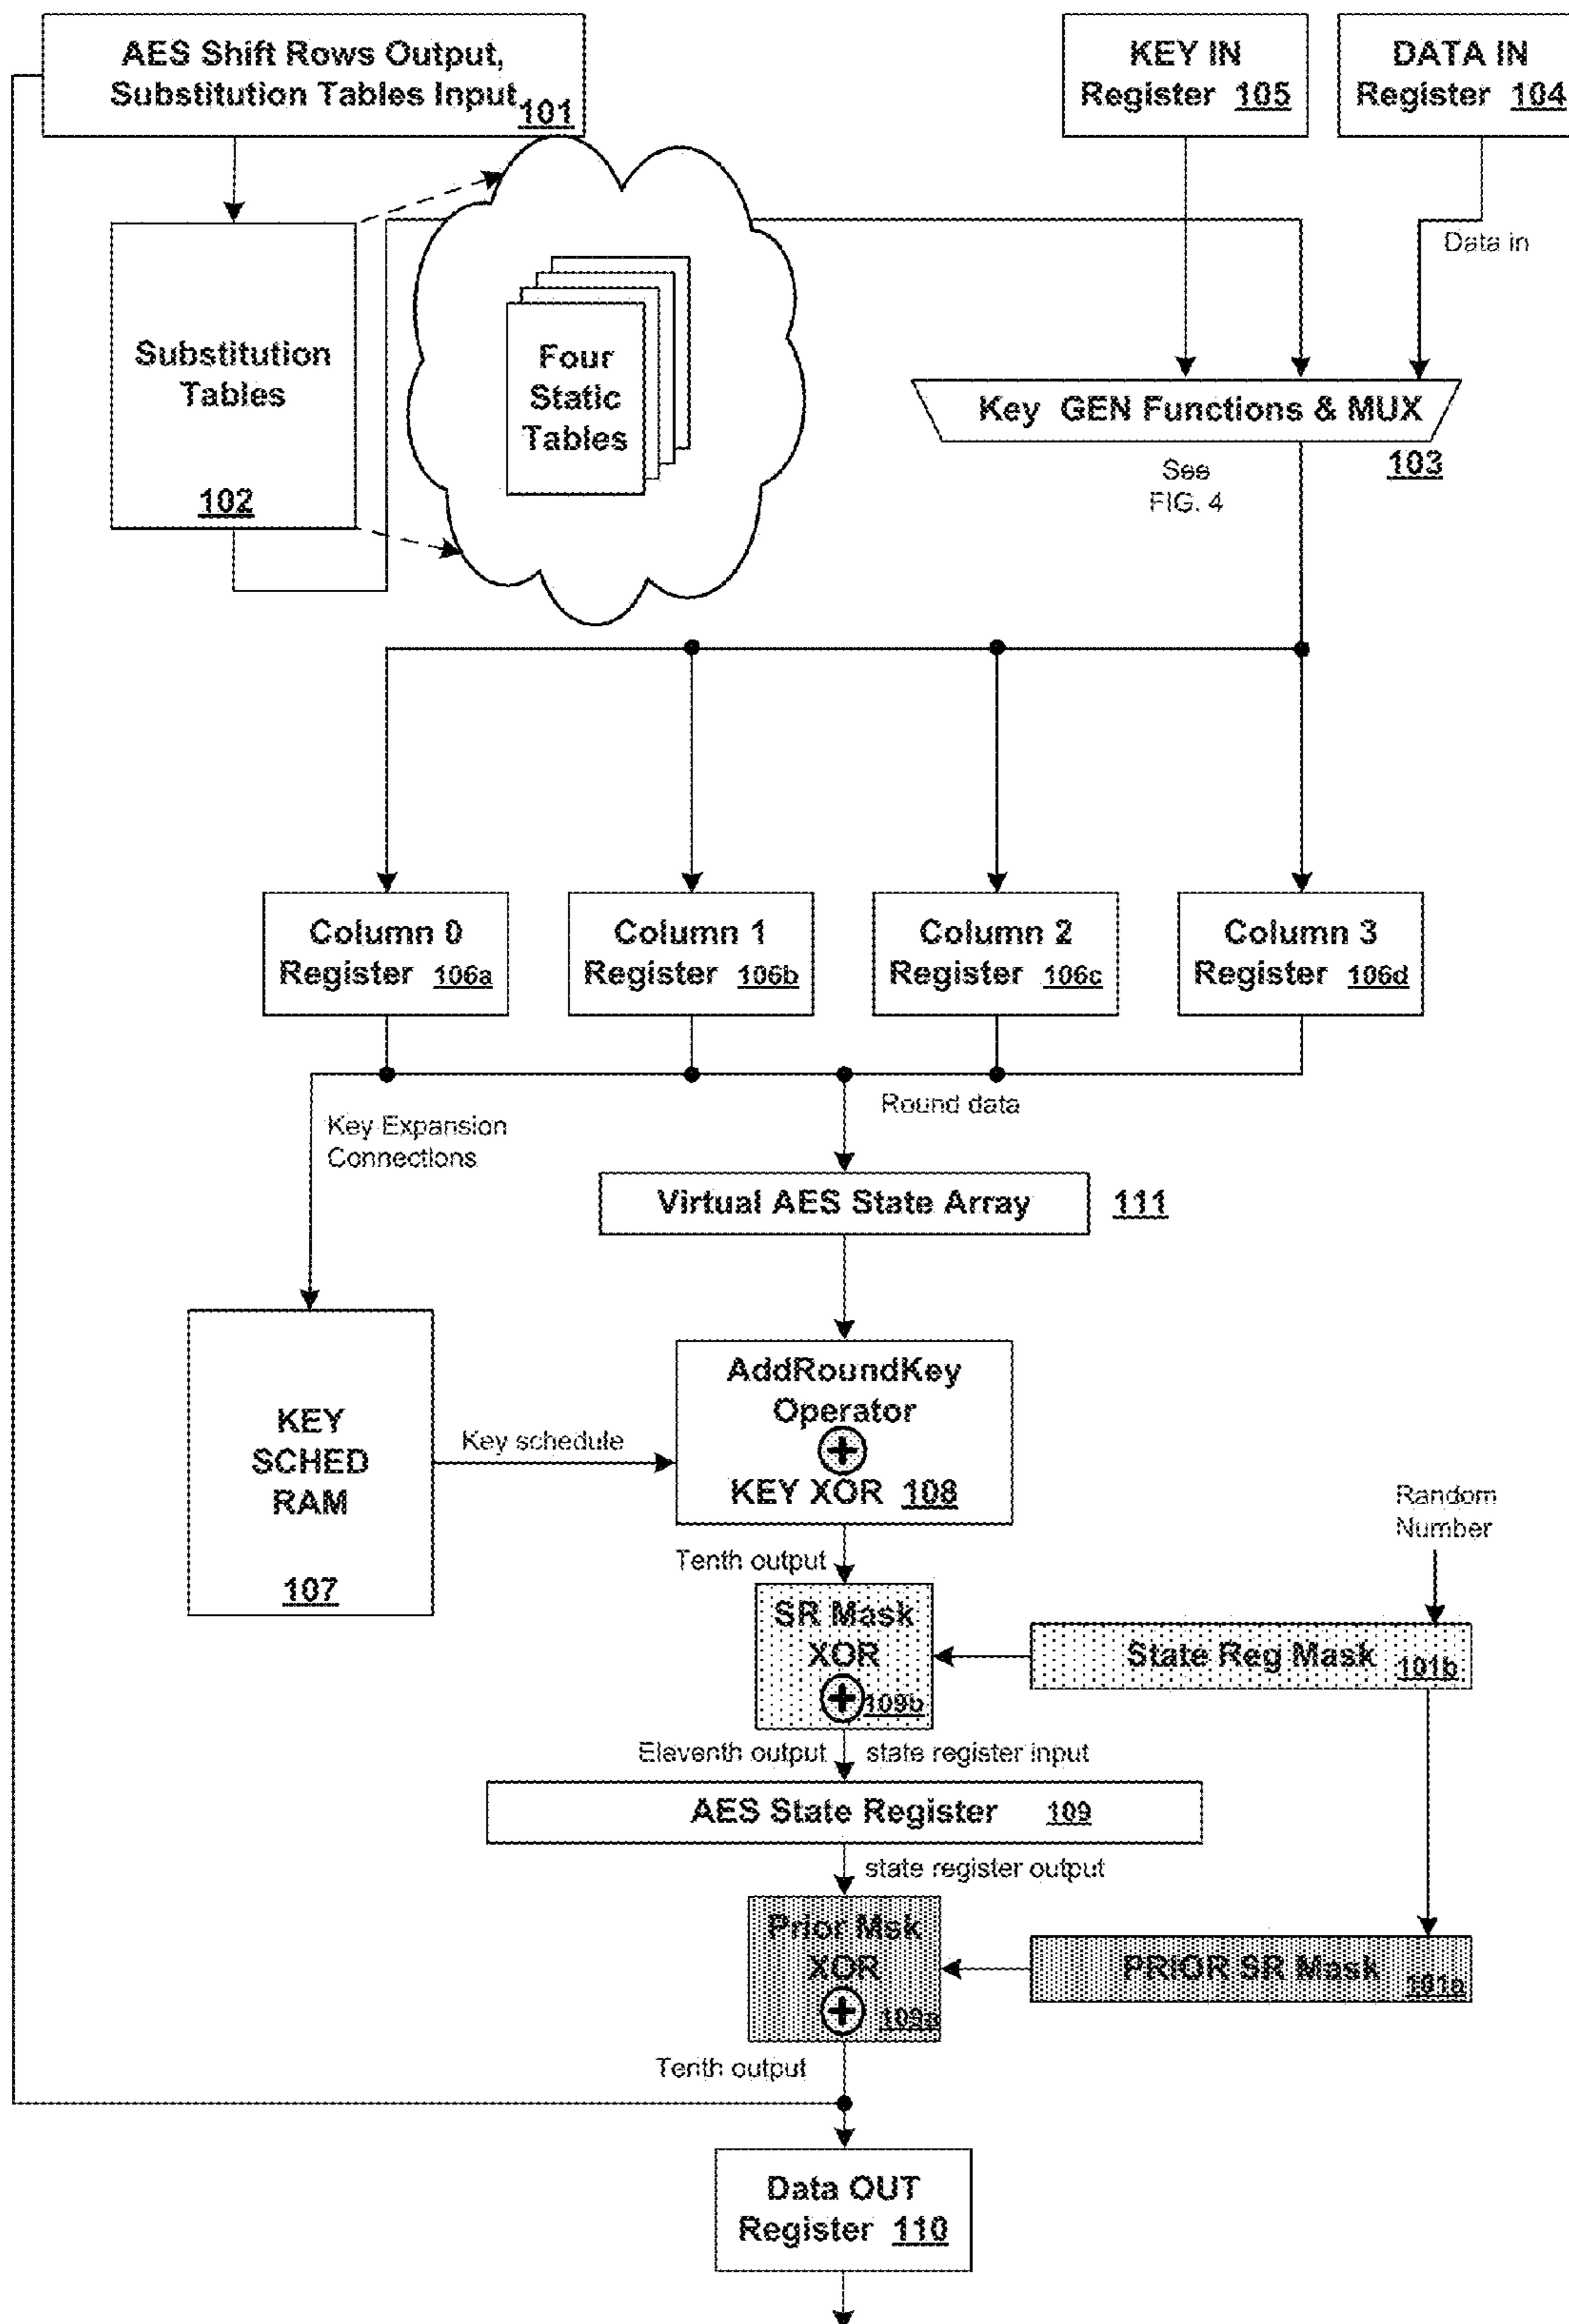 AES Shift Rows Output,
Substitution Tables Input 101
KEY IN
Register 105
DATA IN
Register 104
Data in
Substitution
Tables
102
Four
Static
Tables
Key GEN Functions & MUX
103
See
FIG. 4
Column 0
Register 106a
Column 1
Register 106b
Column 2
Register 106c
Column 3
Register 106d
Key Expansion
Connections
Round data
Virtual AES State Array 111
KEY
SCHED
RAM
107
Key schedule
AddRoundKey
Operator
+
KEY XOR 108
Random
Number
Tenth output
SR Mask
XOR
+ 109b
State Reg Mask 101b
Eleventh output state register input
AES State Register 109
state register output
Prior Msk
XOR
+ 109a
PRIOR SR Mask 101a
Tenth output
Data OUT
Register 110